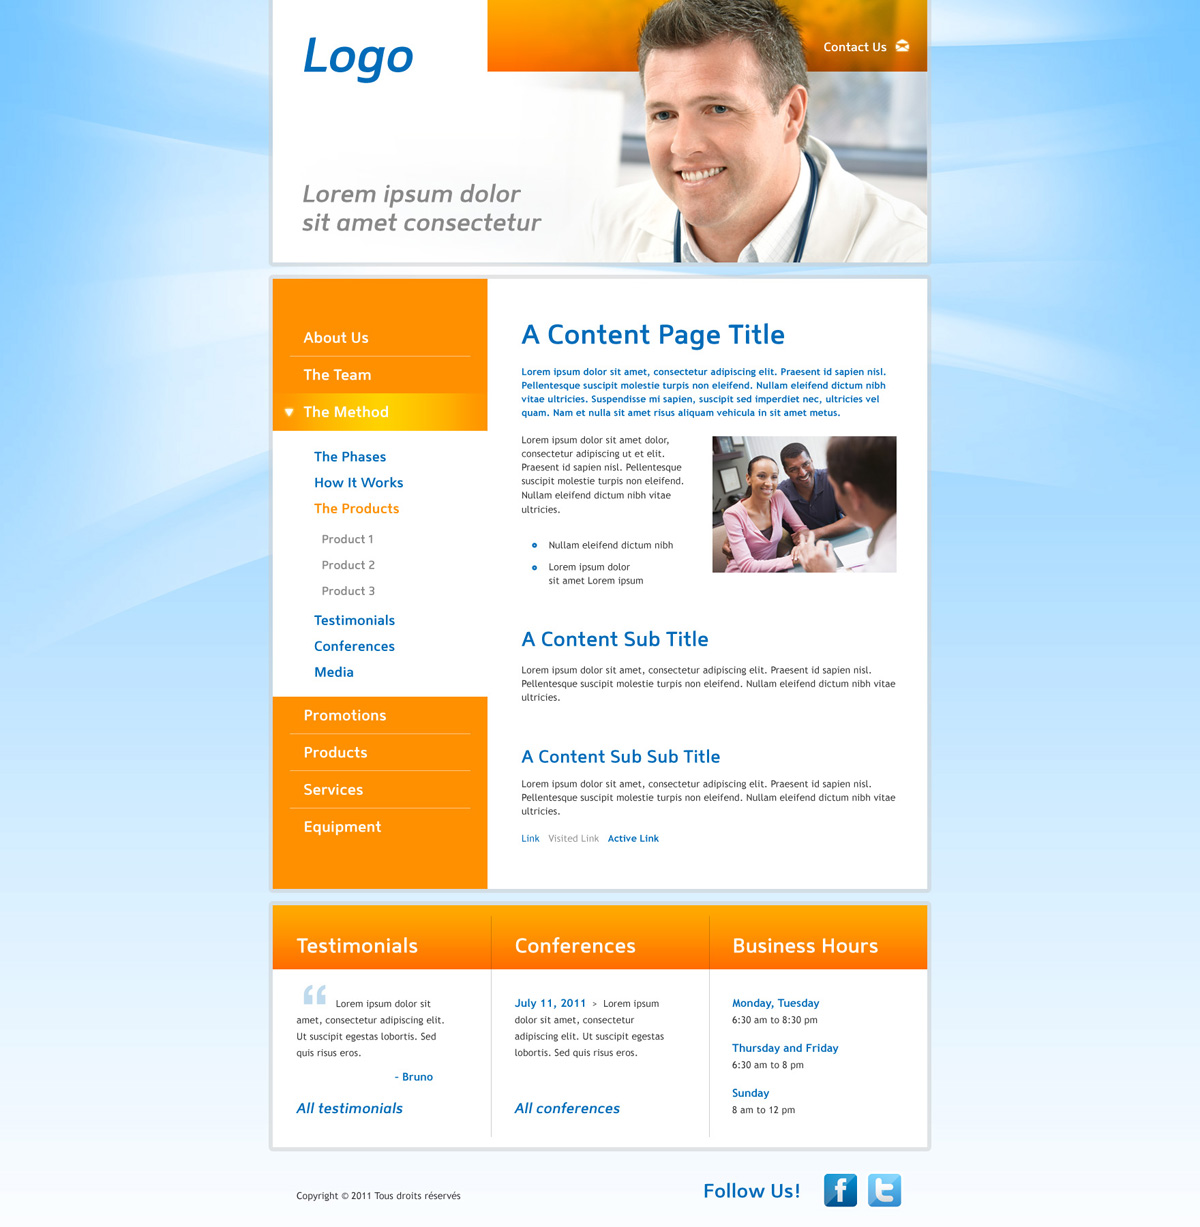 Logo
Contact Us
Lorem ipsum dolor
sit amet consectetur
About Us
The Team
The Method
The Phases
How It Works
The Products
Product 1
Product 2
Product 3
Testimonials
Conferences
Media
Promotions
Products
Services
Equipment
A Content Page Title
Lorem ipsum dolor sit amet, consectetur adipiscing elit. Praesent id sapien nisl.
Pellentesque suscipit molestie turpis non eleifend. Nullam eleifend dictum nibh
vitae ultricies. Suspendisse mi sapien, suscipit sed imperdiet nec, ultricies vel
quam. Nam et nulla sit amet risus aliquam vehicula in sit amet metus.
Lorem ipsum dolor sit amet dolor,
consectetur adipiscing ut et elit.
Praesent id sapien nisl. Pellentesque
suscipit molestie turpis non eleifend.
Nullam eleifend dictum nibh vitae
ultricies.
Nullam eleifend dictum nibh
Lorem ipsum dolor
sit amet Lorem ipsum
A Content Sub Title
Lorem ipsum dolor sit amet, consectetur adipiscing elit. Praesent id sapien nisl.
Pellentesque suscipit molestie turpis non eleifend. Nullam eleifend dictum nibh vitae
ultricies.
A Content Sub Sub Title
Lorem ipsum dolor sit amet, consectetur adipiscing elit. Praesent id sapien nisl.
Pellentesque suscipit molestie turpis non eleifend. Nullam eleifend dictum nibh vitae
ultricies.
Link Visited Link Active Link
Testimonials
“ Lorem ipsum dolor sit
amet, consectetur adipiscing elit.
Ut suscipit egestas lobortis. Sed
quis risus eros.
- Bruno
All testimonials
Conferences
July 11, 2011 > Lorem ipsum
dolor sit amet, consectetur
adipiscing elit. Ut suscipit egestas
lobortis. Sed quis risus eros.
All conferences
Business Hours
Monday, Tuesday
6:30 am to 8:30 pm
Thursday and Friday
6:30 am to 8 pm
Sunday
8 am to 12 pm
Copyright © 2011 Tous droits réservés
Follow Us!
f
t